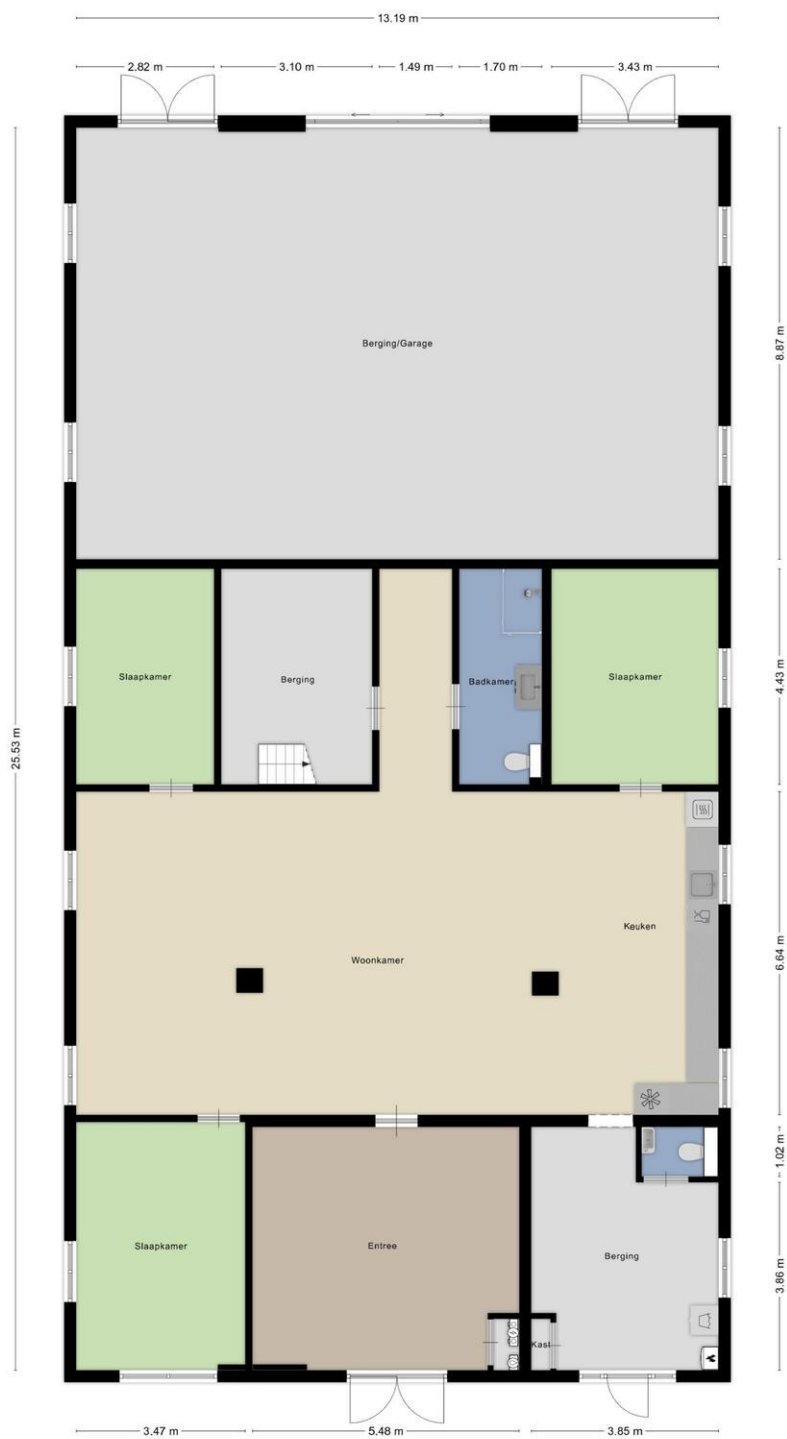 13.19 m
2.82 m
3.10 m
1.49 m
1.70 m
3.43 m
Berging/Garage
8.87 m
25.53 m
Slaapkamer
Berging
Badkamer
Slaapkamer
4.43 m
Keuken
Woonkamer
6.64 m
1.02 m
Slaapkamer
Entree
Berging
3.86 m
Kast
3.47 m
5.48 m
3.85 m